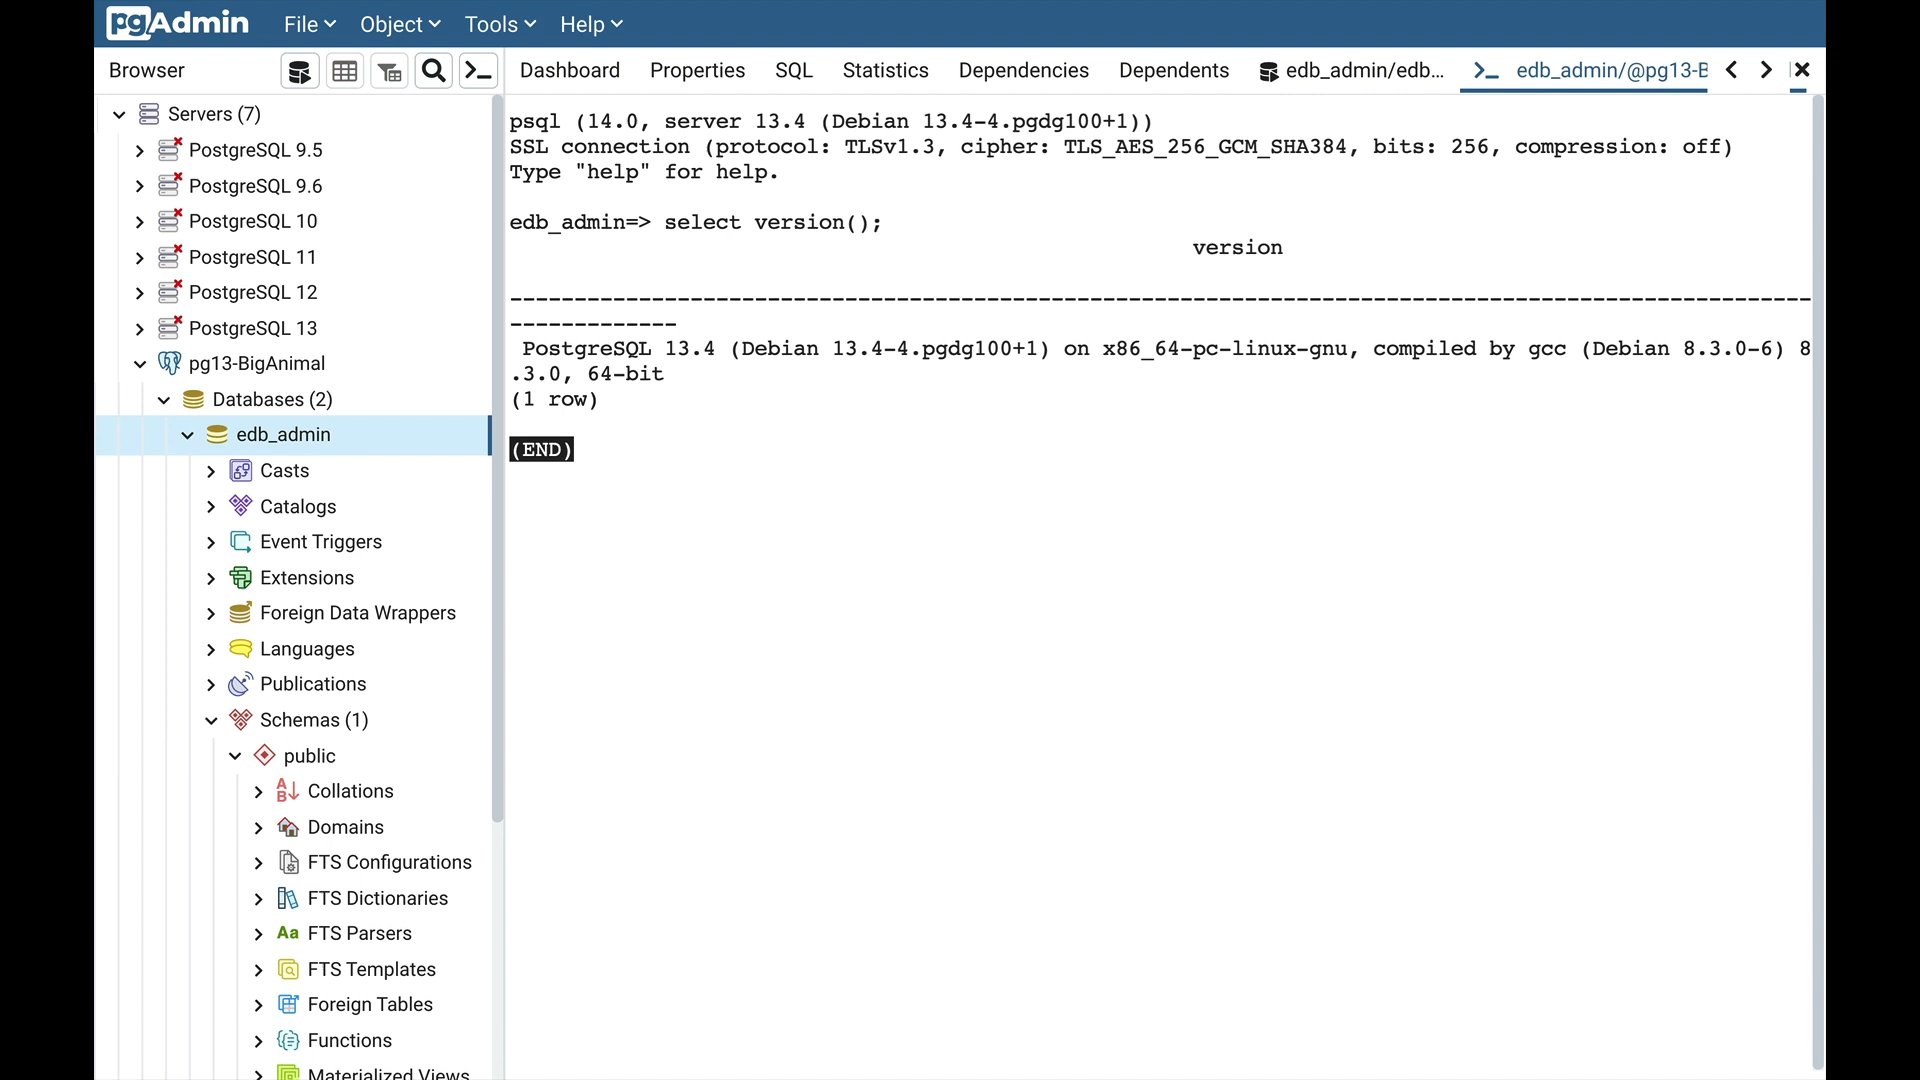 pgAdmin File Object Tools Help
Browser
Dashboard Properties SQL Statistics Dependencies Dependents edb_admin/edb... edb_admin/@pg13-B
Servers (7)
PostgreSQL 9.5
PostgreSQL 9.6
PostgreSQL 10
PostgreSQL 11
PostgreSQL 12
PostgreSQL 13
pg13-BigAnimal
Databases (2)
edb_admin
Casts
Catalogs
Event Triggers
Extensions
Foreign Data Wrappers
Languages
Publications
Schemas (1)
public
Collations
Domains
FTS Configurations
FTS Dictionaries
Aa FTS Parsers
FTS Templates
Foreign Tables
Functions
Materialized Views
psql (14.0, server 13.4 (Debian 13.4-4.pgdg100+1))
SSL connection (protocol: TLSv1.3, cipher: TLS_AES_256_GCM_SHA384, bits: 256, compression: off)
Type "help" for help.
edb_admin=> select version();
version
-----------------------------------------------------------------------------------------------------
-------------
PostgreSQL 13.4 (Debian 13.4-4.pgdg100+1) on x86_64-pc-linux-gnu, compiled by gcc (Debian 8.3.0-6) 8
.3.0, 64-bit
(1 row)
(END)